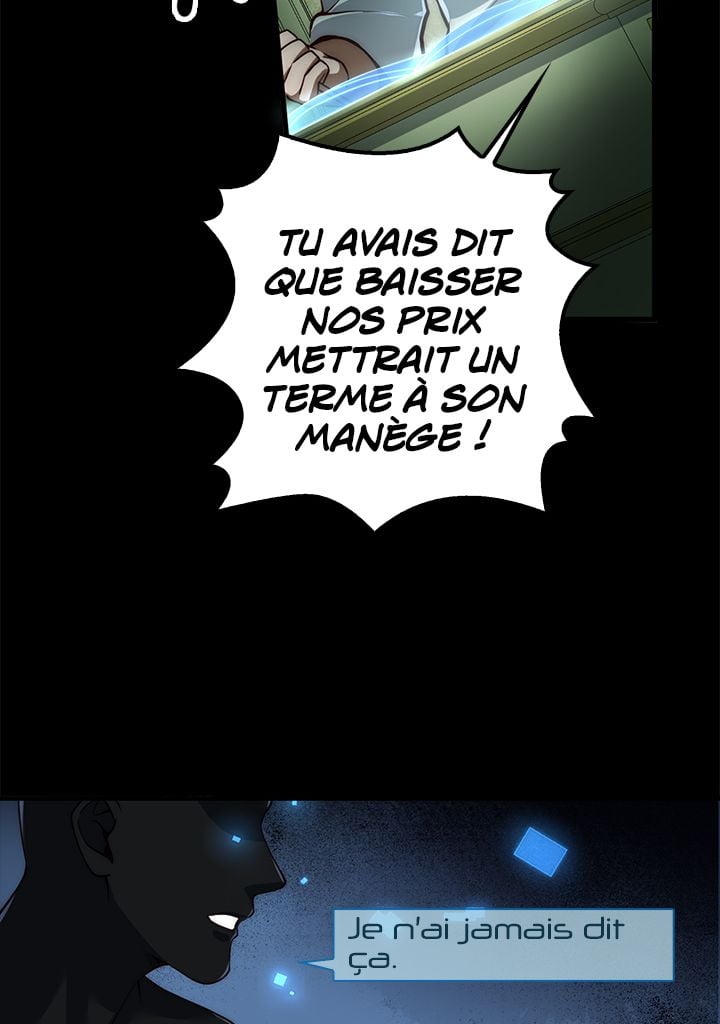 TU AVAIS DIT
QUE BAISSER
NOS PRIX
METTRAIT UN
TERME À SON
MANÈGE !
Je n'ai jamais dit
ça.